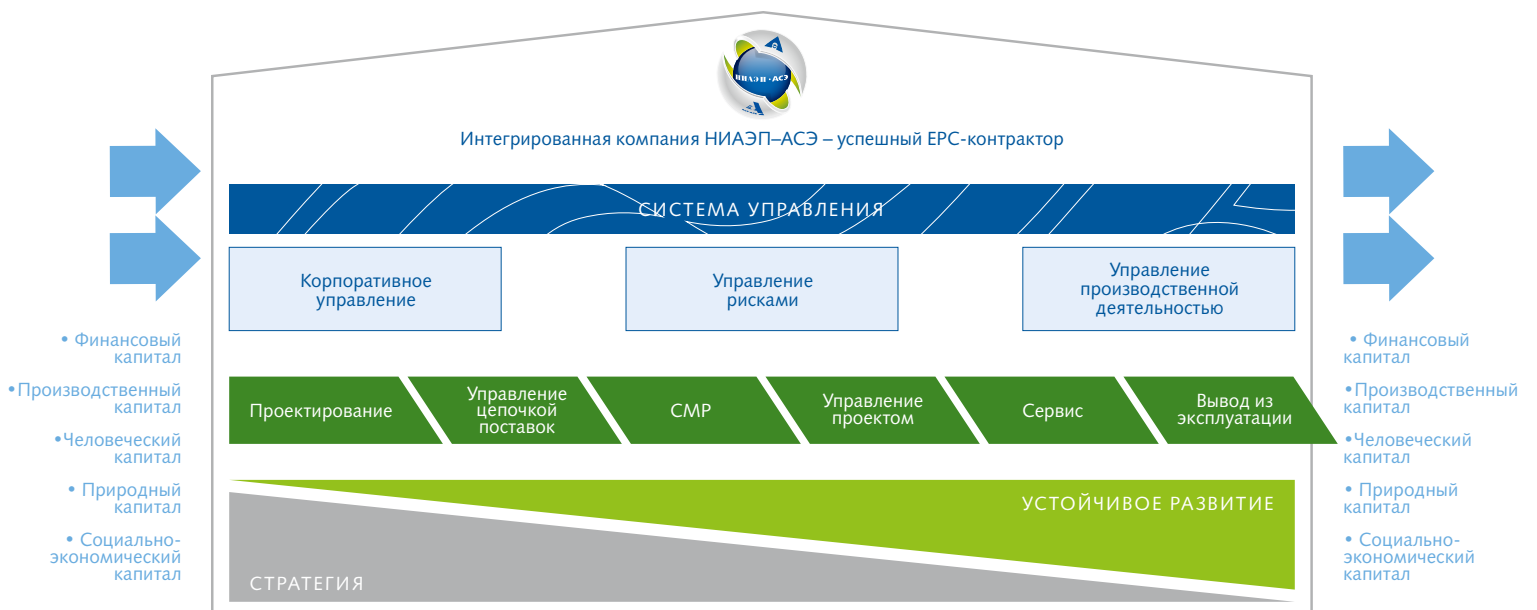 НИАЭП-АСЭ
Интегрированная компания НИАЭП–АСЭ – успешный EPC-контрактор
СИСТЕМА УПРАВЛЕНИЯ
Корпоративное
управление
Управление
рисками
Управление
производственной
деятельностью
• Финансовый
капитал
•Производственный
капитал
•Человеческий
капитал
• Природный
капитал
• Социально-
экономический
капитал
Проектирование
Управление
цепочкой
поставок
СМР
Управление
проектом
Сервис
Вывод из
эксплуатации
• Финансовый
капитал
•Производственный
капитал
•Человеческий
капитал
• Природный
капитал
• Социально-
экономический
капитал
УСТОЙЧИВОЕ РАЗВИТИЕ
СТРАТЕГИЯ